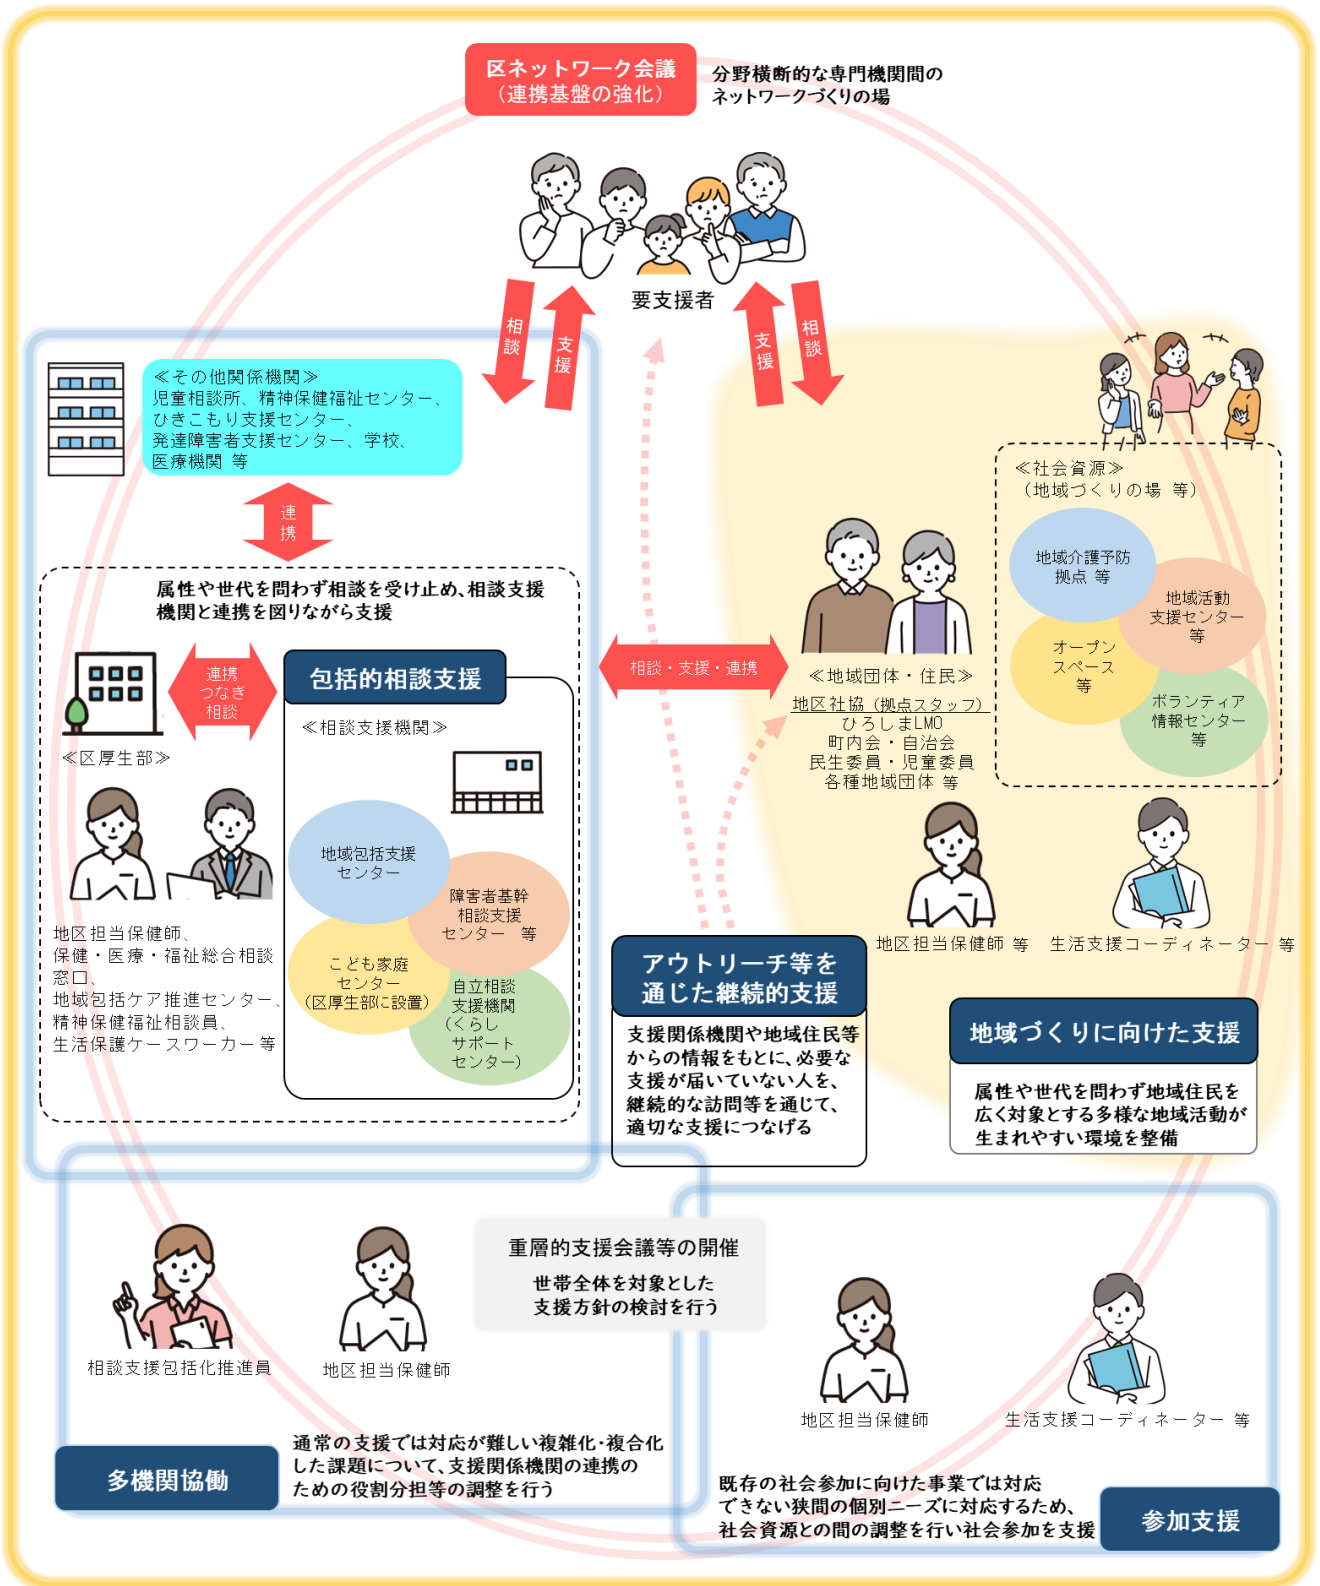 区ネットワーク会議
（連携基盤の強化）
分野横断的な専門機関間の
ネットワークづくりの場
要支援者
相談
支援
支援
相談
≪その他関係機関≫
児童相談所、精神保健福祉センター、
ひきこもり支援センター、
発達障害者支援センター、学校、
医療機関 等
連携
属性や世代を問わず相談を受け止め、相談支援
機関と連携を図りながら支援
連携
つなぎ
相談
≪区厚生部≫
地区担当保健師、
保健・医療・福祉総合相談
窓口、
地域包括ケア推進センター、
精神保健福祉相談員、
生活保護ケースワーカー 等
包括的相談支援
≪相談支援機関≫
地域包括支援
センター
障害者基幹
相談支援
センター 等
こども家庭
センター
（区厚生部に設置）
自立相談
支援機関
（くらし
サポート
センター）
相談・支援・連携
≪地域団体・住民≫
地区社協（拠点スタッフ）
ひろしまLMO
町内会・自治会
民生委員・児童委員
各種地域団体 等
≪社会資源≫
（地域づくりの場 等）
地域介護予防
拠点 等
地域活動
支援センター
等
オープン
スペース
等
ボランティア
情報センター
等
地区担当保健師 等
生活支援コーディネーター 等
アウトリーチ等を
通じた継続的支援
支援関係機関や地域住民等
からの情報をもとに、必要な
支援が届いていない人を、
継続的な訪問等を通じて、
適切な支援につなげる
地域づくりに向けた支援
属性や世代を問わず地域住民を
広く対象とする多様な地域活動が
生まれやすい環境を整備
重層的支援会議等の開催
世帯全体を対象とした
支援方針の検討を行う
相談支援包括化推進員
地区担当保健師
多機関協働
通常の支援では対応が難しい複雑化・複合化
した課題について、支援関係機関の連携の
ための役割分担等の調整を行う
地区担当保健師
生活支援コーディネーター 等
既存の社会参加に向けた事業では対応
できない狭間の個別ニーズに対応するため、
社会資源との間の調整を行い社会参加を支援
参加支援